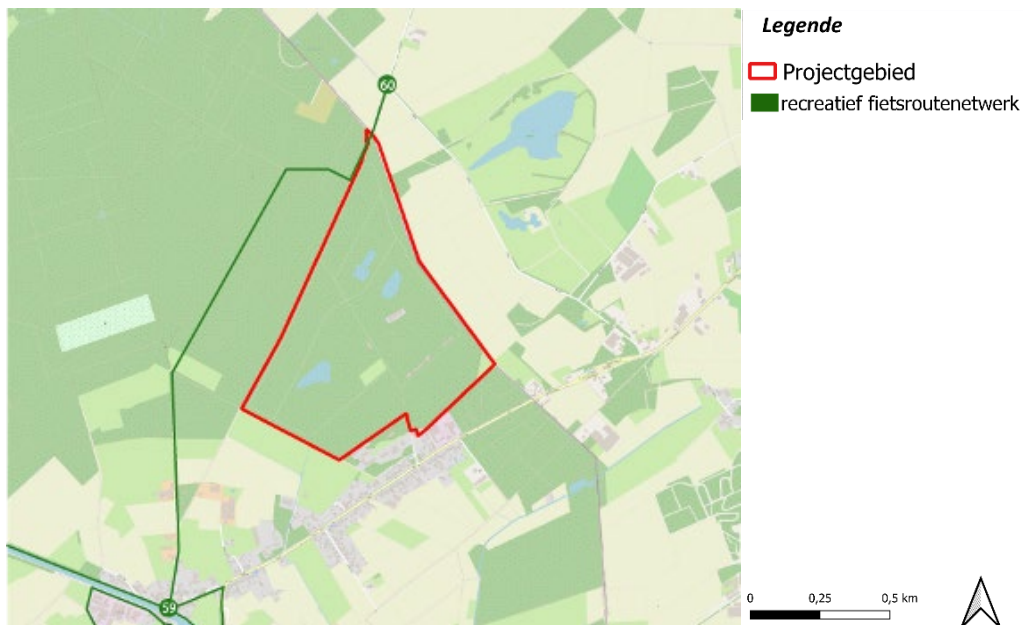 Legende
Projectgebied
recreatief fietsroutenetwerk
60
59
0 0,25 0,5 km